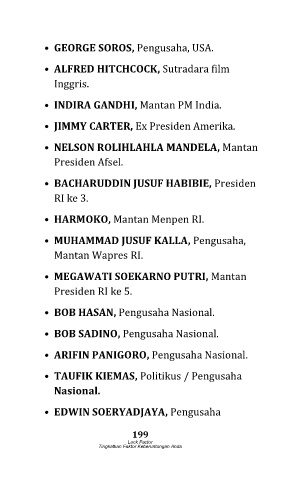 • GEORGE SOROS, Pengusaha, USA.
• ALFRED HITCHCOCK, Sutradara film
Inggris.
• INDIRA GANDHI, Mantan PM India.
• JIMMY CARTER, Ex Presiden Amerika.
• NELSON ROLIHLAHLA MANDELA, Mantan
Presiden Afsel.
• BACHARUDDIN JUSUF HABIBIE, Presiden
RI ke 3.
• HARMOKO, Mantan Menpen RI.
• MUHAMMAD JUSUF KALLA, Pengusaha,
Mantan Wapres RI.
• MEGAWATI SOEKARNO PUTRI, Mantan
Presiden RI ke 5.
• BOB HASAN, Pengusaha Nasional.
• BOB SADINO, Pengusaha Nasional.
• ARIFIN PANIGORO, Pengusaha Nasional.
• TAUFIK KIEMAS, Politikus / Pengusaha
Nasional.
• EDWIN SOERYADJAYA, Pengusaha
199
Luck Factor
Tingkatkan Faktor Keberuntungan Anda